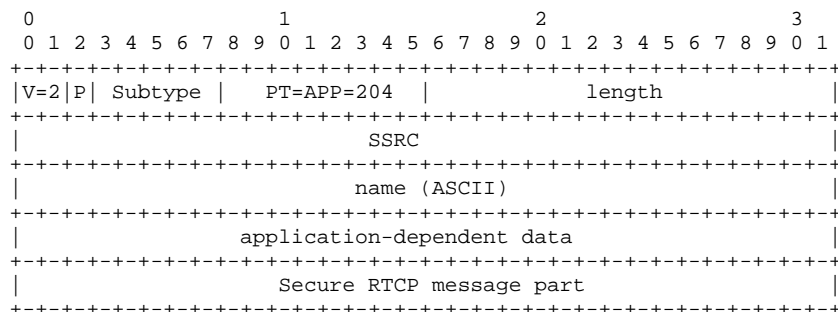 0                   1                   2                   3
 0 1 2 3 4 5 6 7 8 9 0 1 2 3 4 5 6 7 8 9 0 1 2 3 4 5 6 7 8 9 0 1
+-+-+-+-+-+-+-+-+-+-+-+-+-+-+-+-+-+-+-+-+-+-+-+-+-+-+-+-+-+-+-+-+
|V=2|P| Subtype |   PT=APP=204  |            length             |
+-+-+-+-+-+-+-+-+-+-+-+-+-+-+-+-+-+-+-+-+-+-+-+-+-+-+-+-+-+-+-+-+
|                           SSRC                                |
+-+-+-+-+-+-+-+-+-+-+-+-+-+-+-+-+-+-+-+-+-+-+-+-+-+-+-+-+-+-+-+-+
|                          name (ASCII)                         |
+-+-+-+-+-+-+-+-+-+-+-+-+-+-+-+-+-+-+-+-+-+-+-+-+-+-+-+-+-+-+-+-+
|                 application-dependent data                    |
+-+-+-+-+-+-+-+-+-+-+-+-+-+-+-+-+-+-+-+-+-+-+-+-+-+-+-+-+-+-+-+-+
|                    Secure RTCP message part                   |
+-+-+-+-+-+-+-+-+-+-+-+-+-+-+-+-+-+-+-+-+-+-+-+-+-+-+-+-+-+-+-+-+